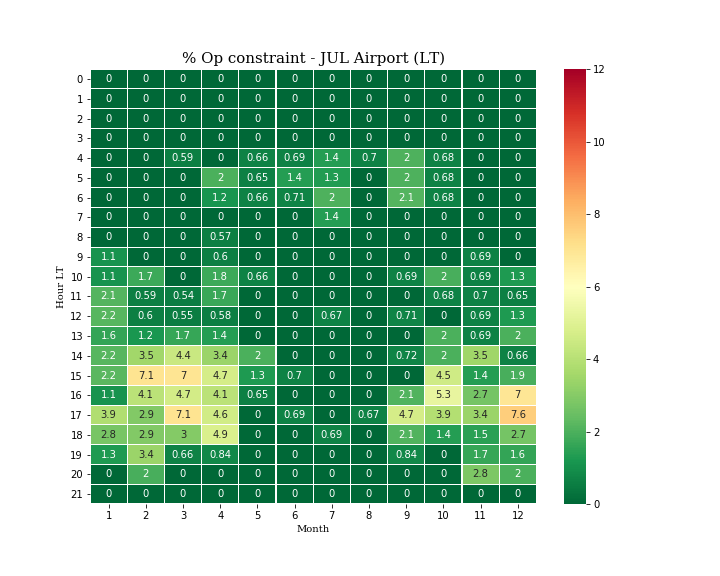 % Op constraint - JUL Airport (LT)
Hour LT
0 0 0 0 0 0 0 0 0 0 0 0 0
1 0 0 0 0 0 0 0 0 0 0 0 0
2 0 0 0 0 0 0 0 0 0 0 0 0
3 0 0 0 0 0 0 0 0 0 0 0 0
4 0 0 0.59 0 0.66 0.69 1.4 0.7 2 0.68 0 0
5 0 0 0 2 0.65 1.4 1.3 0 2 0.68 0 0
6 0 0 0 1.2 0.66 0.71 2 0 2.1 0.68 0 0
7 0 0 0 0 0 0 1.4 0 0 0 0 0
8 0 0 0 0.57 0 0 0 0 0 0 0 0
9 1.1 0 0 0.6 0 0 0 0 0 0 0.69 0
10 1.1 1.7 0 1.8 0.66 0 0 0 0.69 2 0.69 1.3
11 2.1 0.59 0.54 1.7 0 0 0 0 0 0.68 0.7 0.65
12 2.2 0.6 0.55 0.58 0 0 0.67 0 0.71 0 0.69 1.3
13 1.6 1.2 1.7 1.4 0 0 0 0 0 2 0.69 2
14 2.2 3.5 4.4 3.4 2 0 0 0 0.72 2 3.5 0.66
15 2.2 7.1 7 4.7 1.3 0.7 0 0 0 4.5 1.4 1.9
16 1.1 4.1 4.7 4.1 0.65 0 0 0 2.1 5.3 2.7 7
17 3.9 2.9 7.1 4.6 0 0.69 0 0.67 4.7 3.9 3.4 7.6
18 2.8 2.9 3 4.9 0 0 0.69 0 2.1 1.4 1.5 2.7
19 1.3 3.4 0.66 0.84 0 0 0 0 0.84 0 1.7 1.6
20 0 2 0 0 0 0 0 0 0 0 2.8 2
21 0 0 0 0 0 0 0 0 0 0 0 0
1 2 3 4 5 6 7 8 9 10 11 12
Month
12
10
8
6
4
2
0